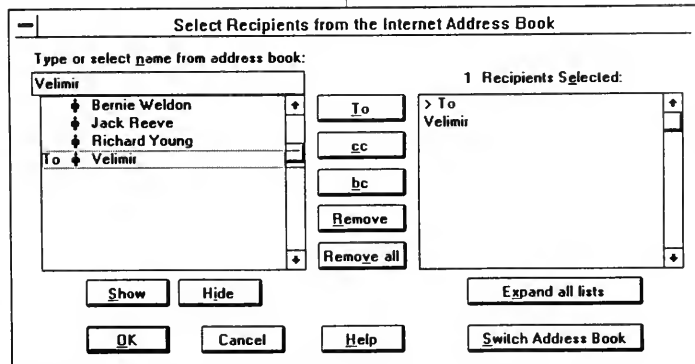 Select Recipients from the Internet Address Book
Type or select name from address book:
Velimir
Bernie Weldon
Jack Reeve
Richard Young
To Velimir
To
cc
bc
Remove
Remove all
1 Recipients Selected:
> To
Velimir
Show Hide
Expand all lists
OK Cancel Help Switch Address Book